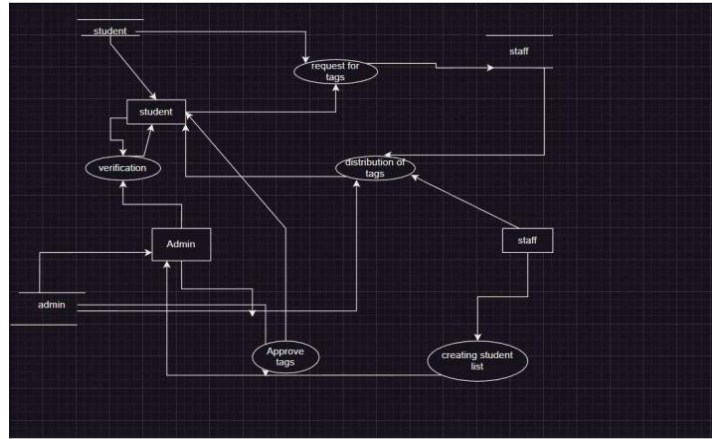 student
request for
tags
staff
student
verification
distribution of
tags
Admin
staff
admin
Approve
tags
creating student
list